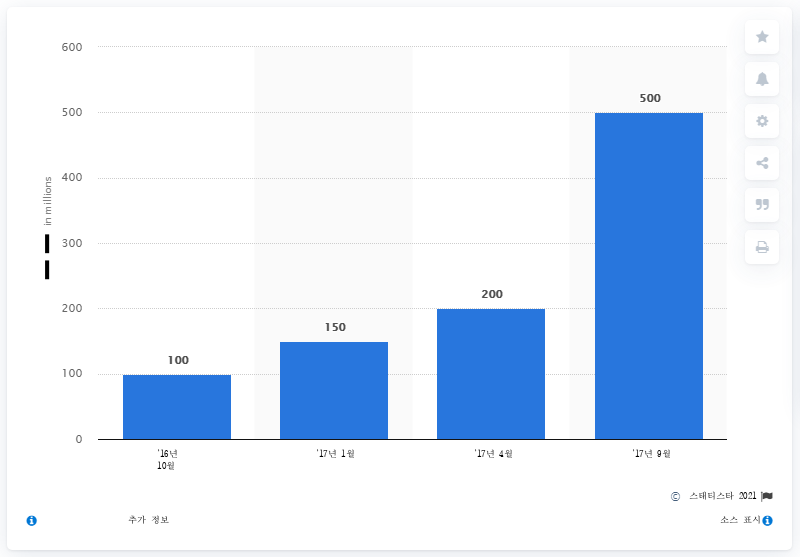 600
500
500
400
in millions
300
200
200
150
100
100
0
'16년
10월
'17년 1월
'17년 4월
'17년 9월
© 스태티스타 2021
추가 정보
소스 표시